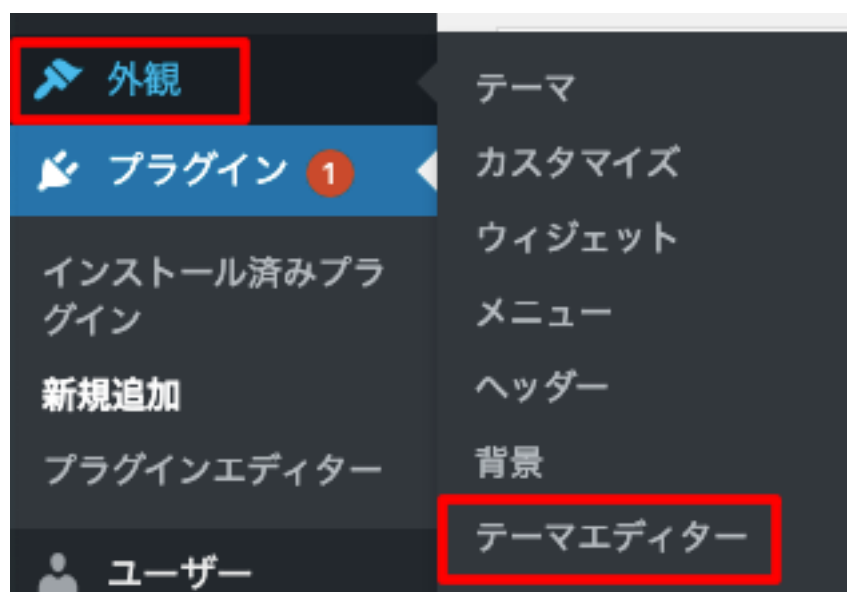 外観
プラグイン 1
インストール済みプラ
グイン
新規追加
プラグインエディター
ユーザー
テーマ
カスタマイズ
ウィジェット
メニュー
ヘッダー
背景
テーマエディター